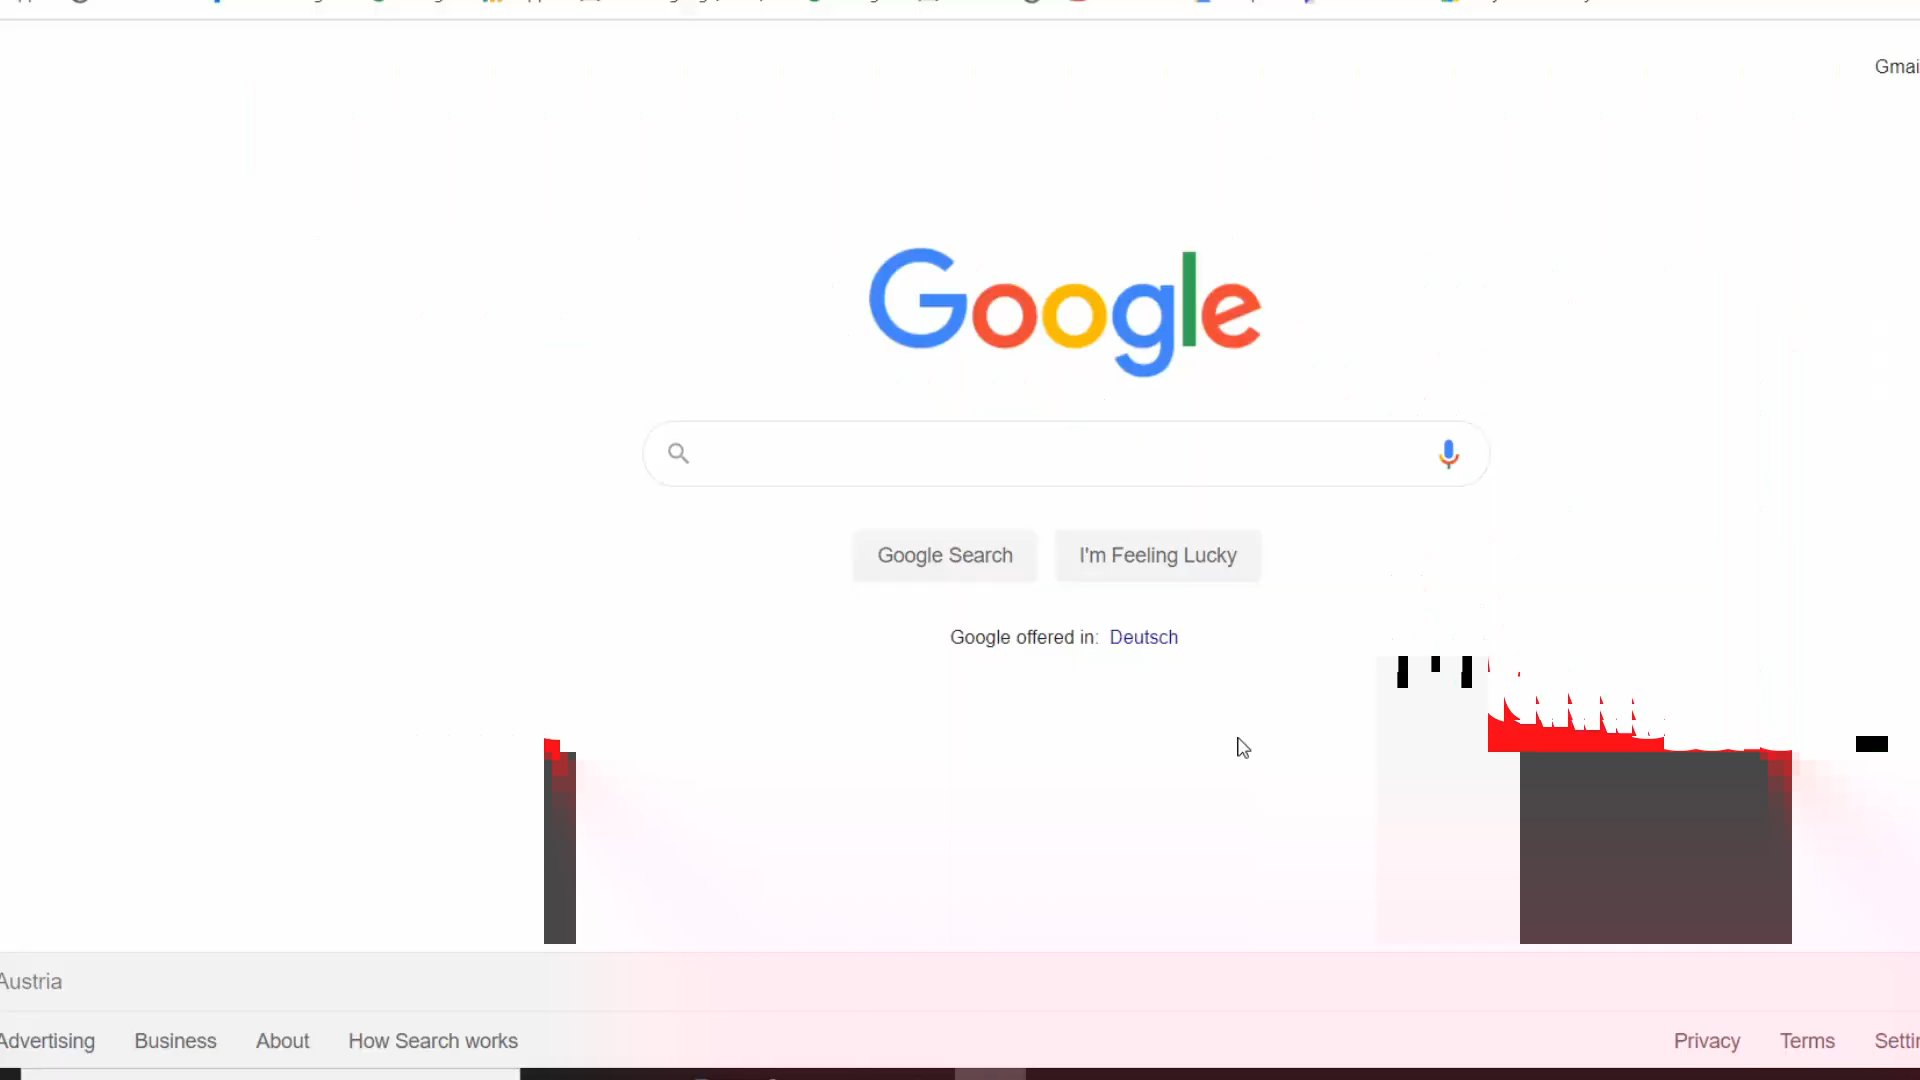 Gmai
Google
Google Search
I'm Feeling Lucky
Google offered in: Deutsch
Austria
Advertising Business About How Search works
Privacy Terms Settin